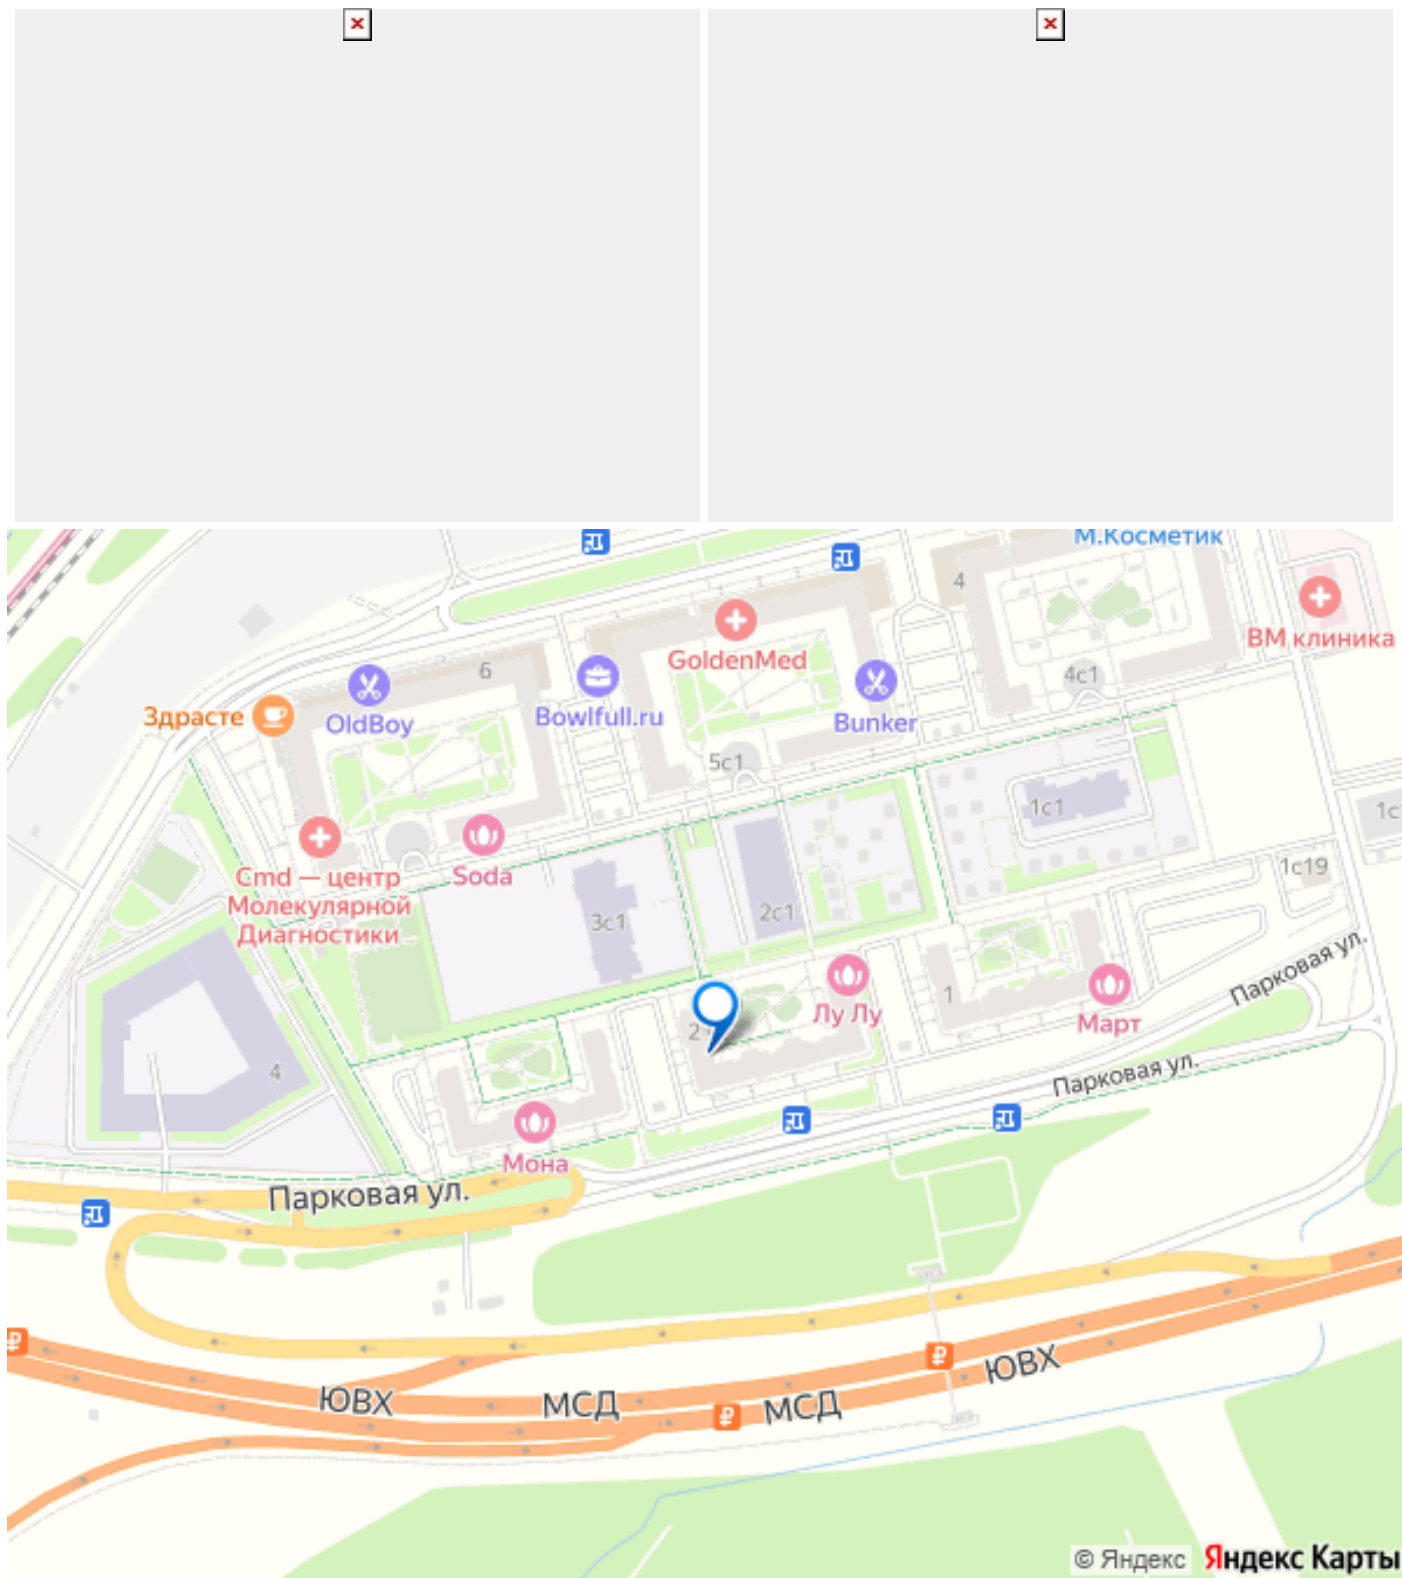 М.Косметик
4
ВМ клиника
GoldenMed
6
4с1
Здрасте
OldBoy
Bowlfull.ru
Bunker
5с1
1с1
1с
Cmd — центр
Молекулярной
Диагностики
Soda
1с19
3с1
2с1
Парковая ул.
1
Лу Лу
Март
2
4
Парковая ул.
Мона
Парковая ул.
ЮВХ
МСД
МСД
ЮВХ
© Яндекс
Яндекс Карты